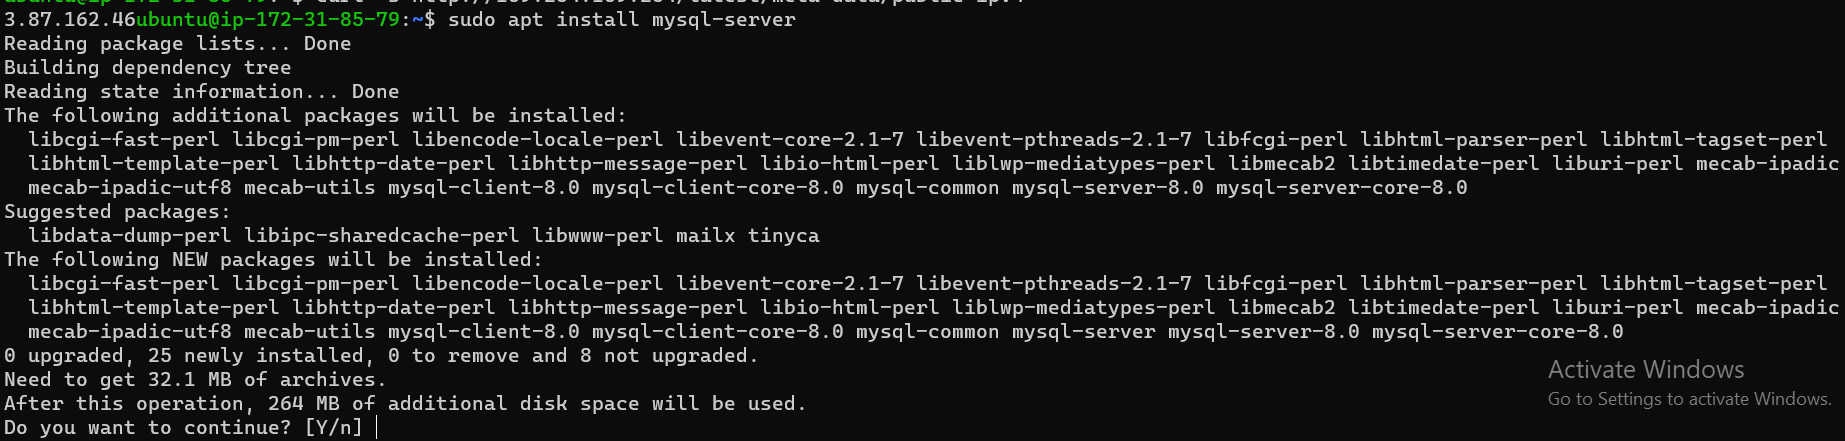 3.87.162.46ubuntu@ip-172-31-85-79:~$ sudo apt install mysql-server
Reading package lists... Done
Building dependency tree
Reading state information... Done
The following additional packages will be installed:
  libcgi-fast-perl libcgi-pm-perl libencode-locale-perl libevent-core-2.1-7 libevent-pthreads-2.1-7 libfcgi-perl libhtml-parser-perl libhtml-tagset-perl
  libhtml-template-perl libhttp-date-perl libhttp-message-perl libio-html-perl liblwp-mediatypes-perl libmecab2 libtimedate-perl liburi-perl mecab-ipadic
  mecab-ipadic-utf8 mecab-utils mysql-client-8.0 mysql-client-core-8.0 mysql-common mysql-server-8.0 mysql-server-core-8.0
Suggested packages:
  libdata-dump-perl libipc-sharedcache-perl libwww-perl mailx tinyca
The following NEW packages will be installed:
  libcgi-fast-perl libcgi-pm-perl libencode-locale-perl libevent-core-2.1-7 libevent-pthreads-2.1-7 libfcgi-perl libhtml-parser-perl libhtml-tagset-perl
  libhtml-template-perl libhttp-date-perl libhttp-message-perl libio-html-perl liblwp-mediatypes-perl libmecab2 libtimedate-perl liburi-perl mecab-ipadic
  mecab-ipadic-utf8 mecab-utils mysql-client-8.0 mysql-client-core-8.0 mysql-common mysql-server mysql-server-8.0 mysql-server-core-8.0
0 upgraded, 25 newly installed, 0 to remove and 8 not upgraded.
Need to get 32.1 MB of archives.
After this operation, 264 MB of additional disk space will be used.
Do you want to continue? [Y/n]
Activate Windows
Go to Settings to activate Windows.